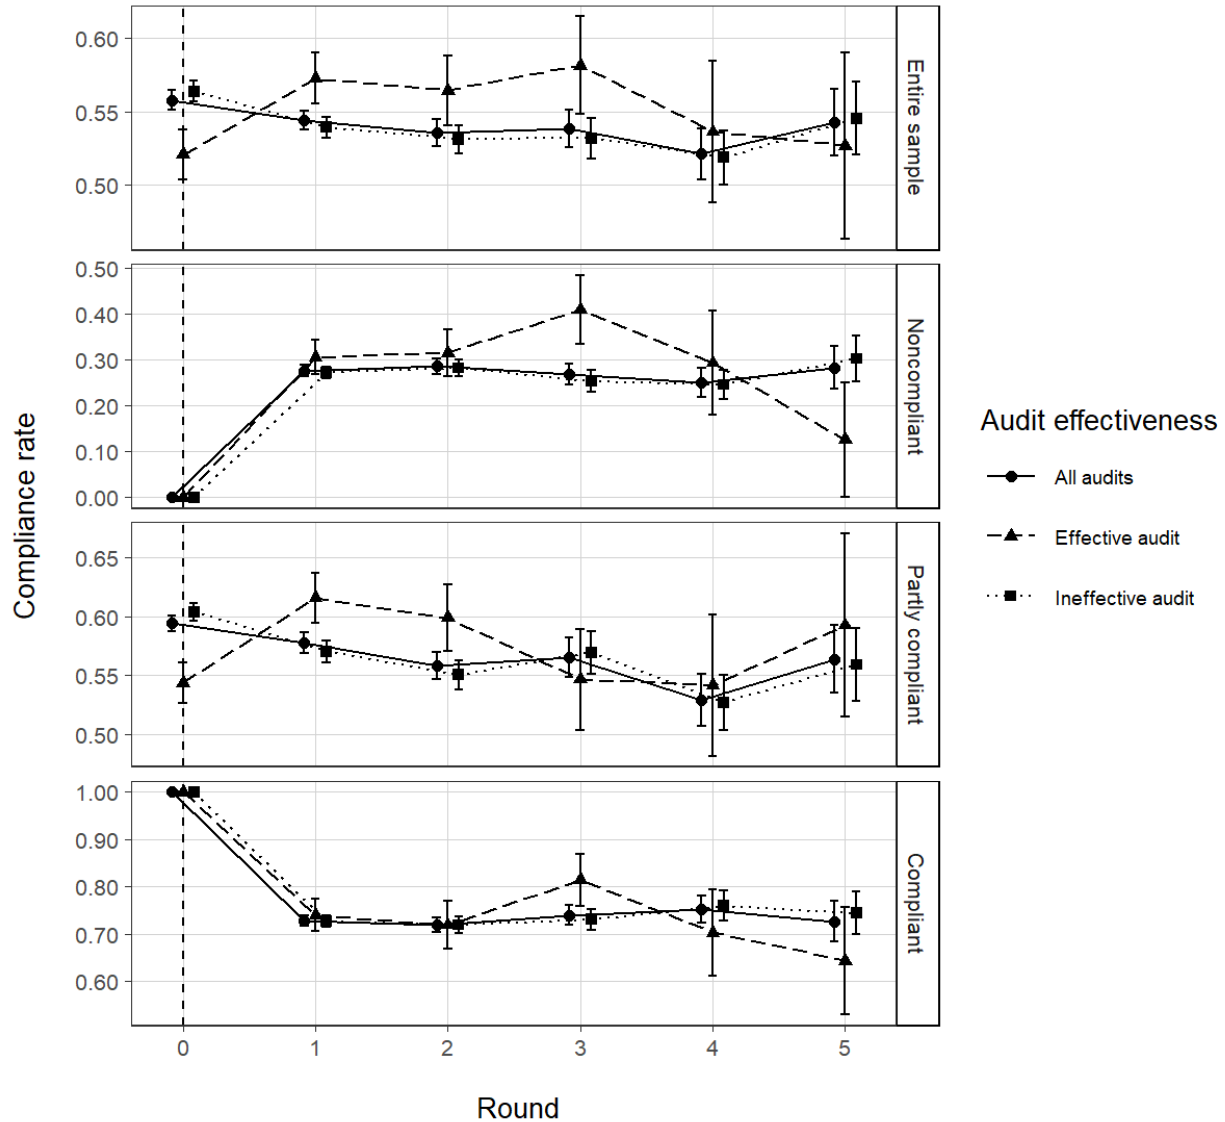 Compliance rate
0.60
0.55
0.50
Entire sample
0.50
0.40
0.30
0.20
0.10
0.00
Noncompliant
0.65
0.60
0.55
0.50
Partly compliant
1.00
0.90
0.80
0.70
0.60
Compliant
0 1 2 3 4 5
Round
Audit effectiveness
All audits
Effective audit
Ineffective audit